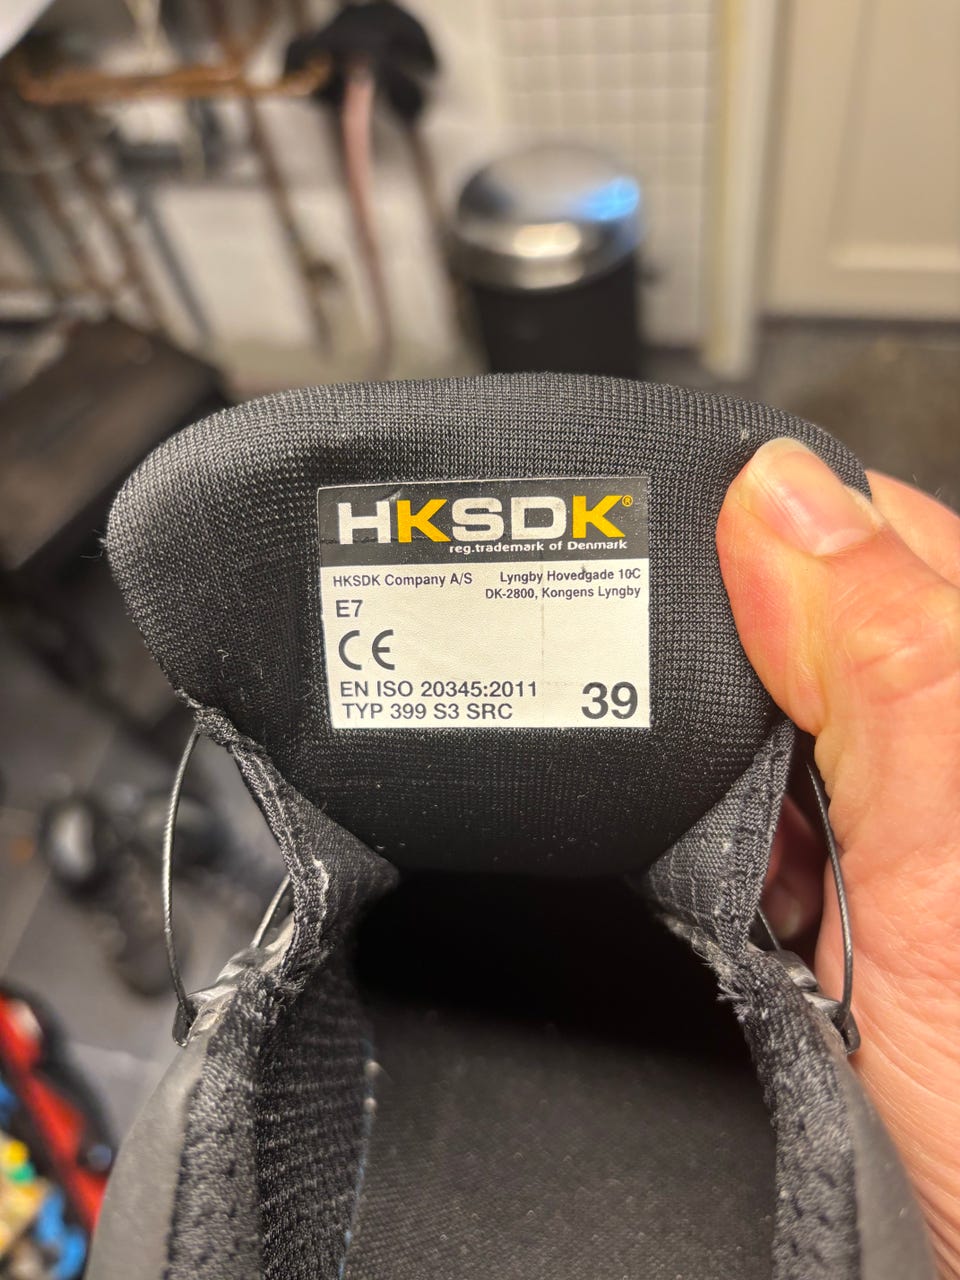 HKSDK®
reg.trademark of Denmark
HKSDK Company A/S Lyngby Hovedgade 10C
DK-2800, Kongens Lyngby
E7
CE
EN ISO 20345:2011
TYP 399 S3 SRC 39